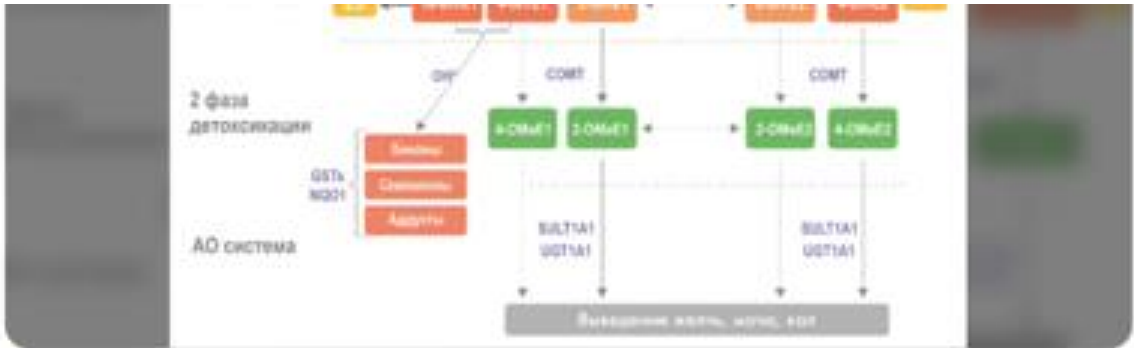 COMT
COMT
2 фаза
детоксикации
4-OMeE1
2-OMeE1
2-OMeE2
4-OMeE2
Хиноны
Семихиноны
Аддукты
GSTs
NQO1
АО система
SULT1A1
UGT1A1
SULT1A1
UGT1A1
Выведение желчь, моча, кал